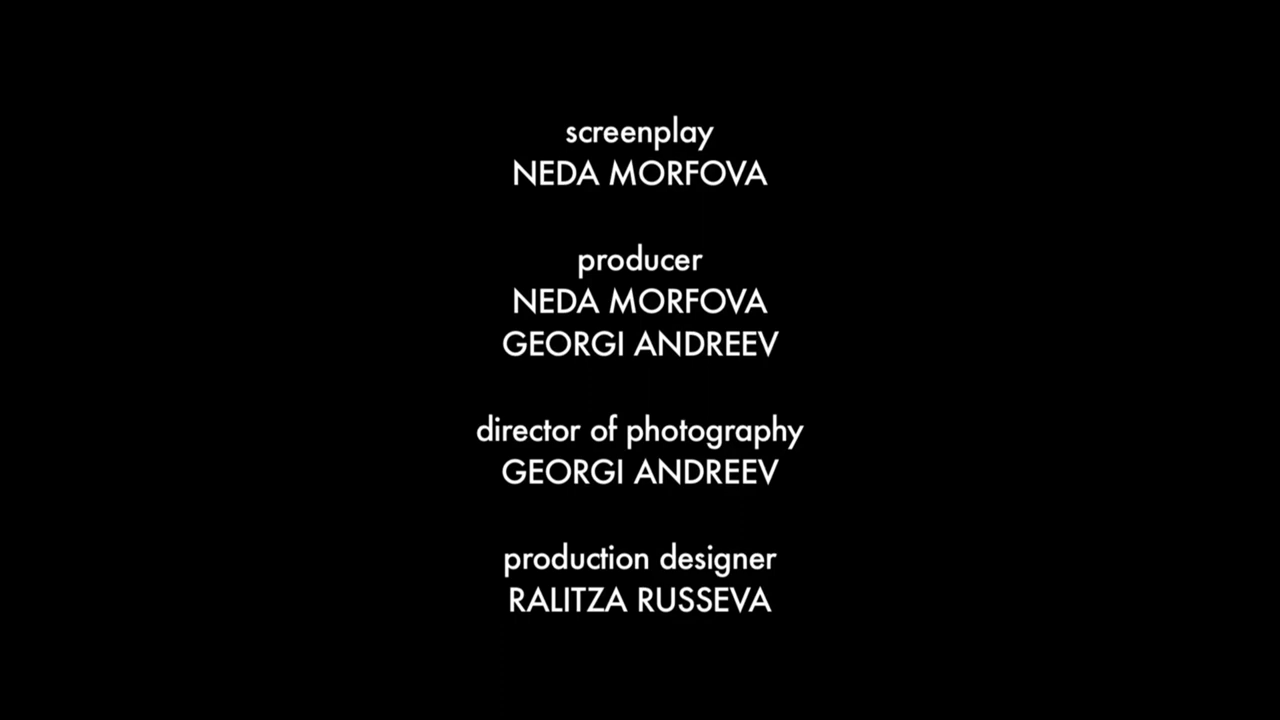 screenplay
NEDA MORFOVA
producer
NEDA MORFOVA
GEORGI ANDREEV
director of photography
GEORGI ANDREEV
production designer
RALITZA RUSSEVA